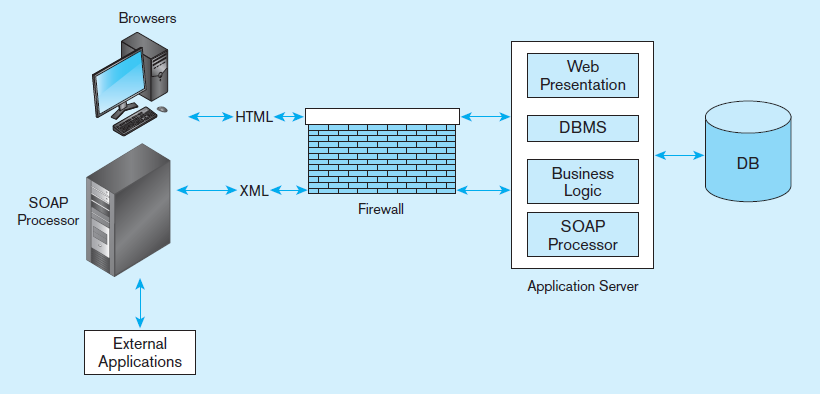 Browsers
HTML
SOAP
Processor
XML
Firewall
External
Applications
Web
Presentation
DBMS
Business
Logic
SOAP
Processor
Application Server
DB